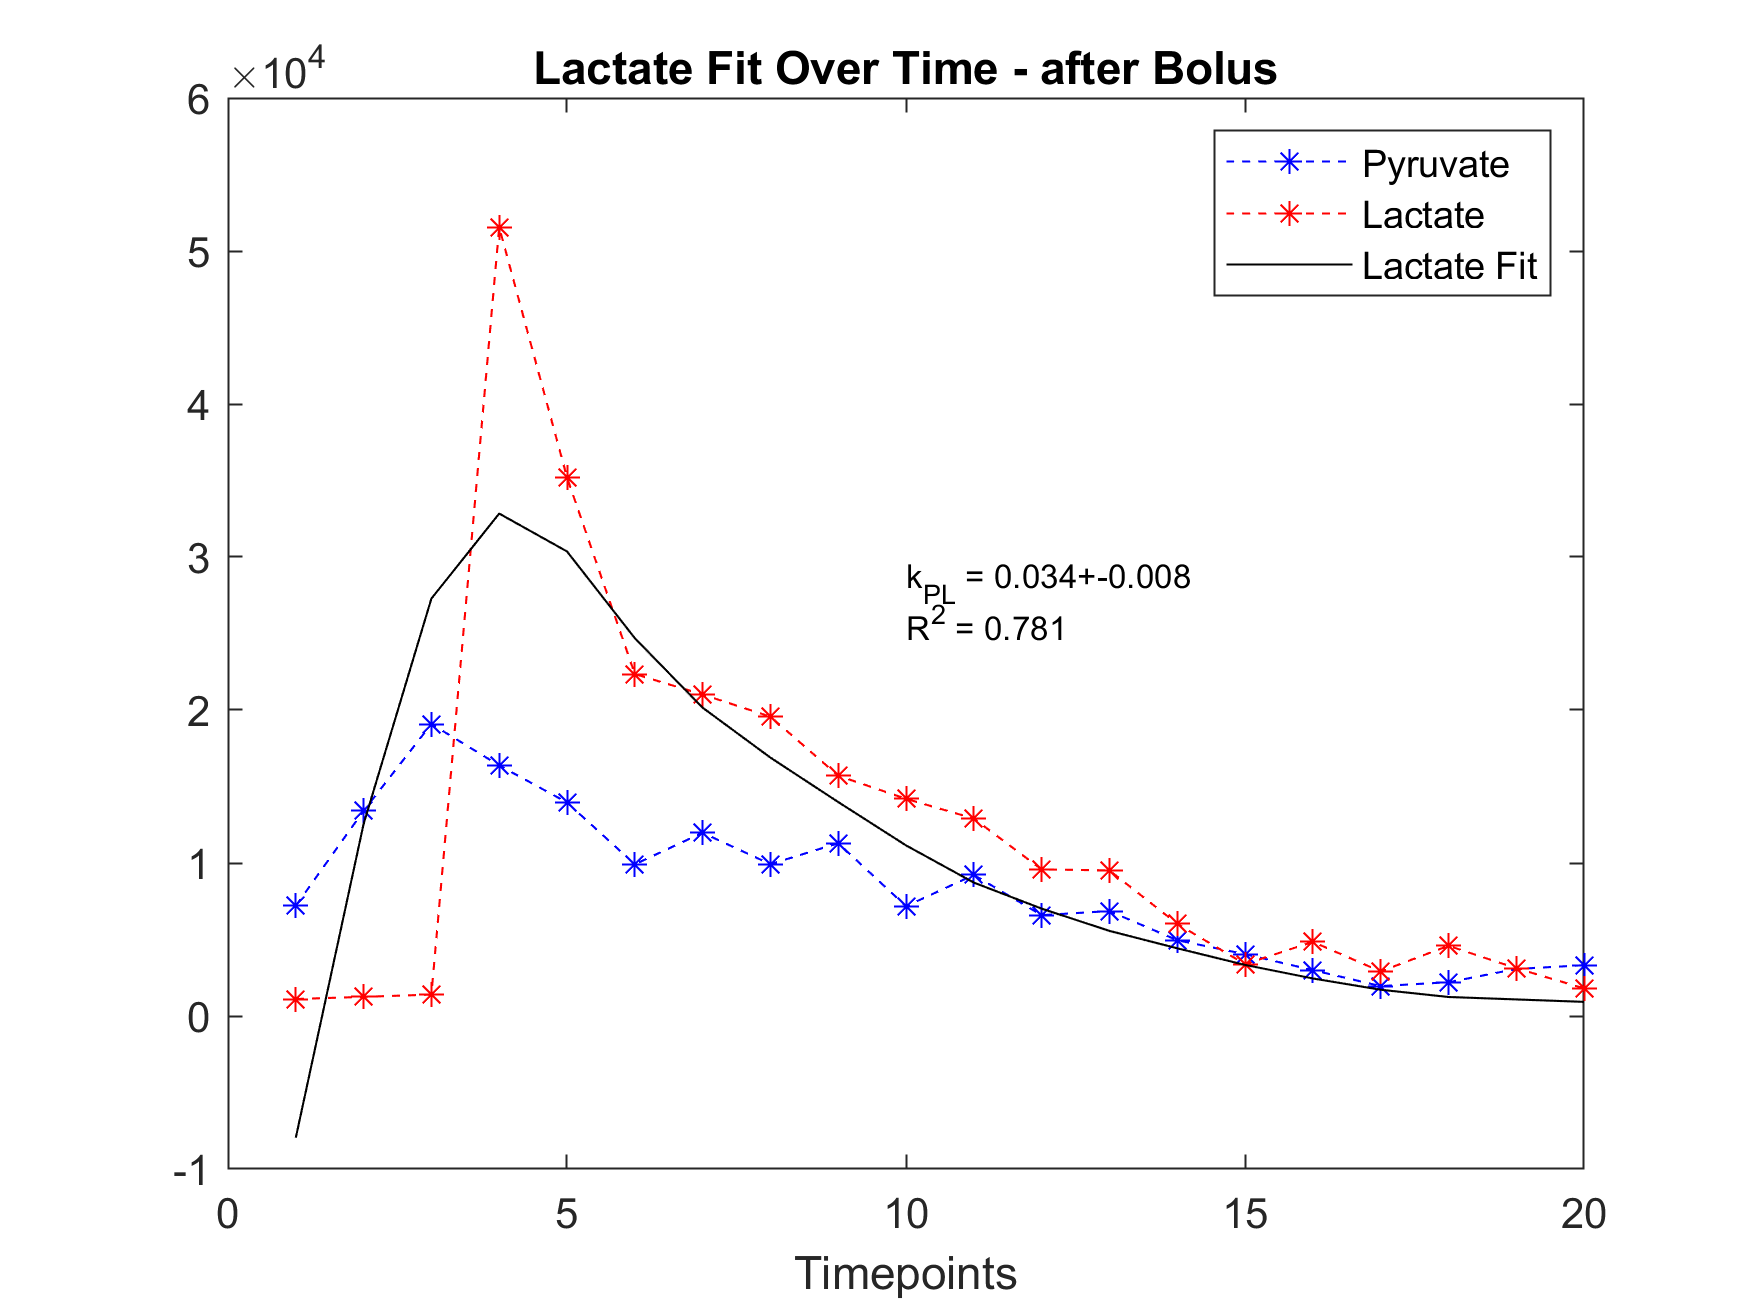 Lactate Fit Over Time - after Bolus
×10^4
6
5
4
3
2
1
0
-1
Pyruvate
Lactate
Lactate Fit
k_PL = 0.034+-0.008
R^2 = 0.781
0 5 10 15 20
Timepoints